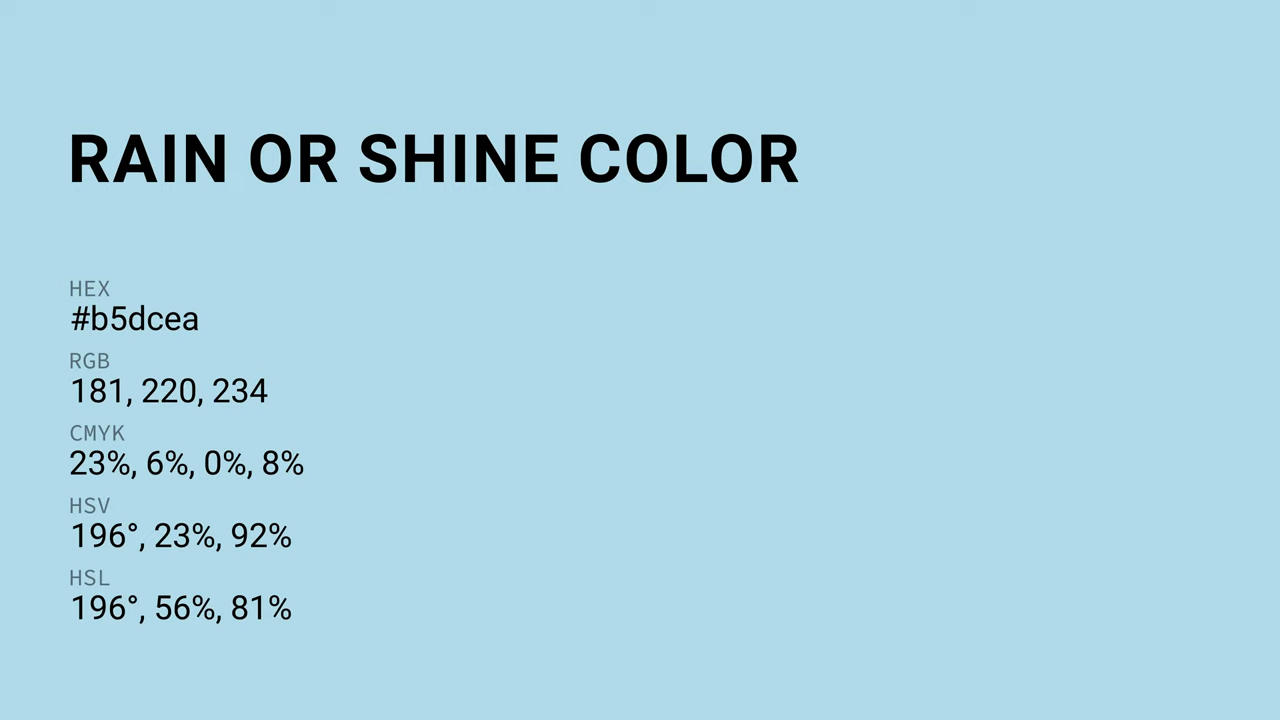 RAIN OR SHINE COLOR
HEX
#b5dcea
RGB
181, 220, 234
CMYK
23%, 6%, 0%, 8%
HSV
196°, 23%, 92%
HSL
196°, 56%, 81%